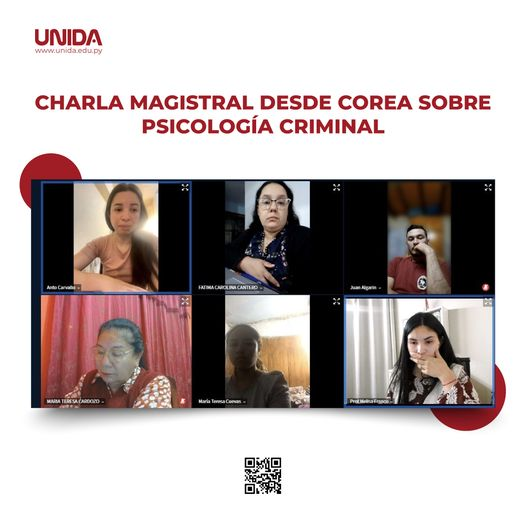 UNIDA
www.unida.edu.py
CHARLA MAGISTRAL DESDE COREA SOBRE
PSICOLOGÍA CRIMINAL
Anto Carvallo
FATIMA CAROLINA CANTERO
Juan Algarin
MARIA TERESA CARDOZO
María Teresa Cuevas
Prof Melisa Franco